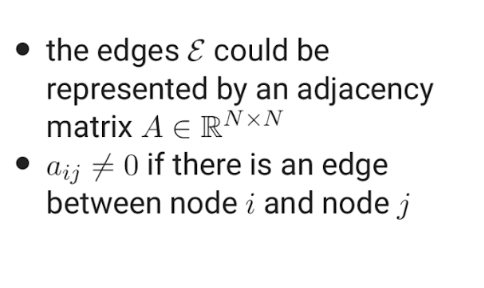 • the edges ℰ could be
represented by an adjacency
matrix A ∈ ℝ^{N×N}
• a_{ij} ≠ 0 if there is an edge
between node i and node j